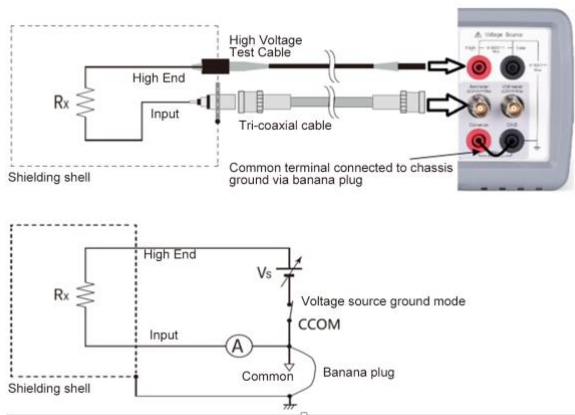 High Voltage
Test Cable
High End
Rx
Input
Tri-coaxial cable
Common terminal connected to chassis
ground via banana plug
Shielding shell
Voltage Source
High
Low
Ammeter
Common
GND
High End
Vs
Rx
Voltage source ground mode
CCOM
Input
A
Common
Banana plug
Shielding shell